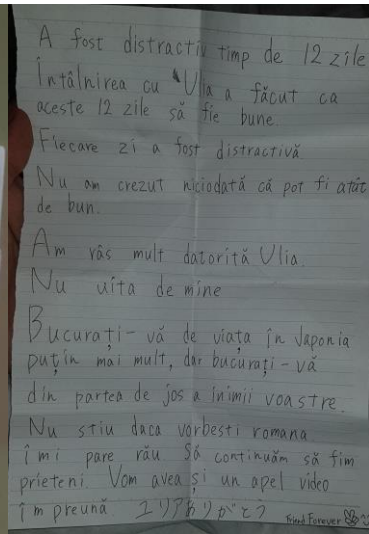 A fost distractiv timp de 12 zile
Întâlnirea cu Ulia a făcut ca
aceste 12 zile să fie bune.
Fiecare zi a fost distractivă
Nu am crezut niciodată că pot fi atât
de bun.
Am râs mult datorită Ulia.
Nu uita de mine
Bucurați-vă de viața în Japonia
puțin mai mult, dar bucurați-vă
din partea de jos a inimii voastre.
Nu stiu daca vorbesti romana
îmi pare rău Să continuăm să fim
prieteni. Vom avea și un apel video
împreună. ユリアありがとう
Friend Forever